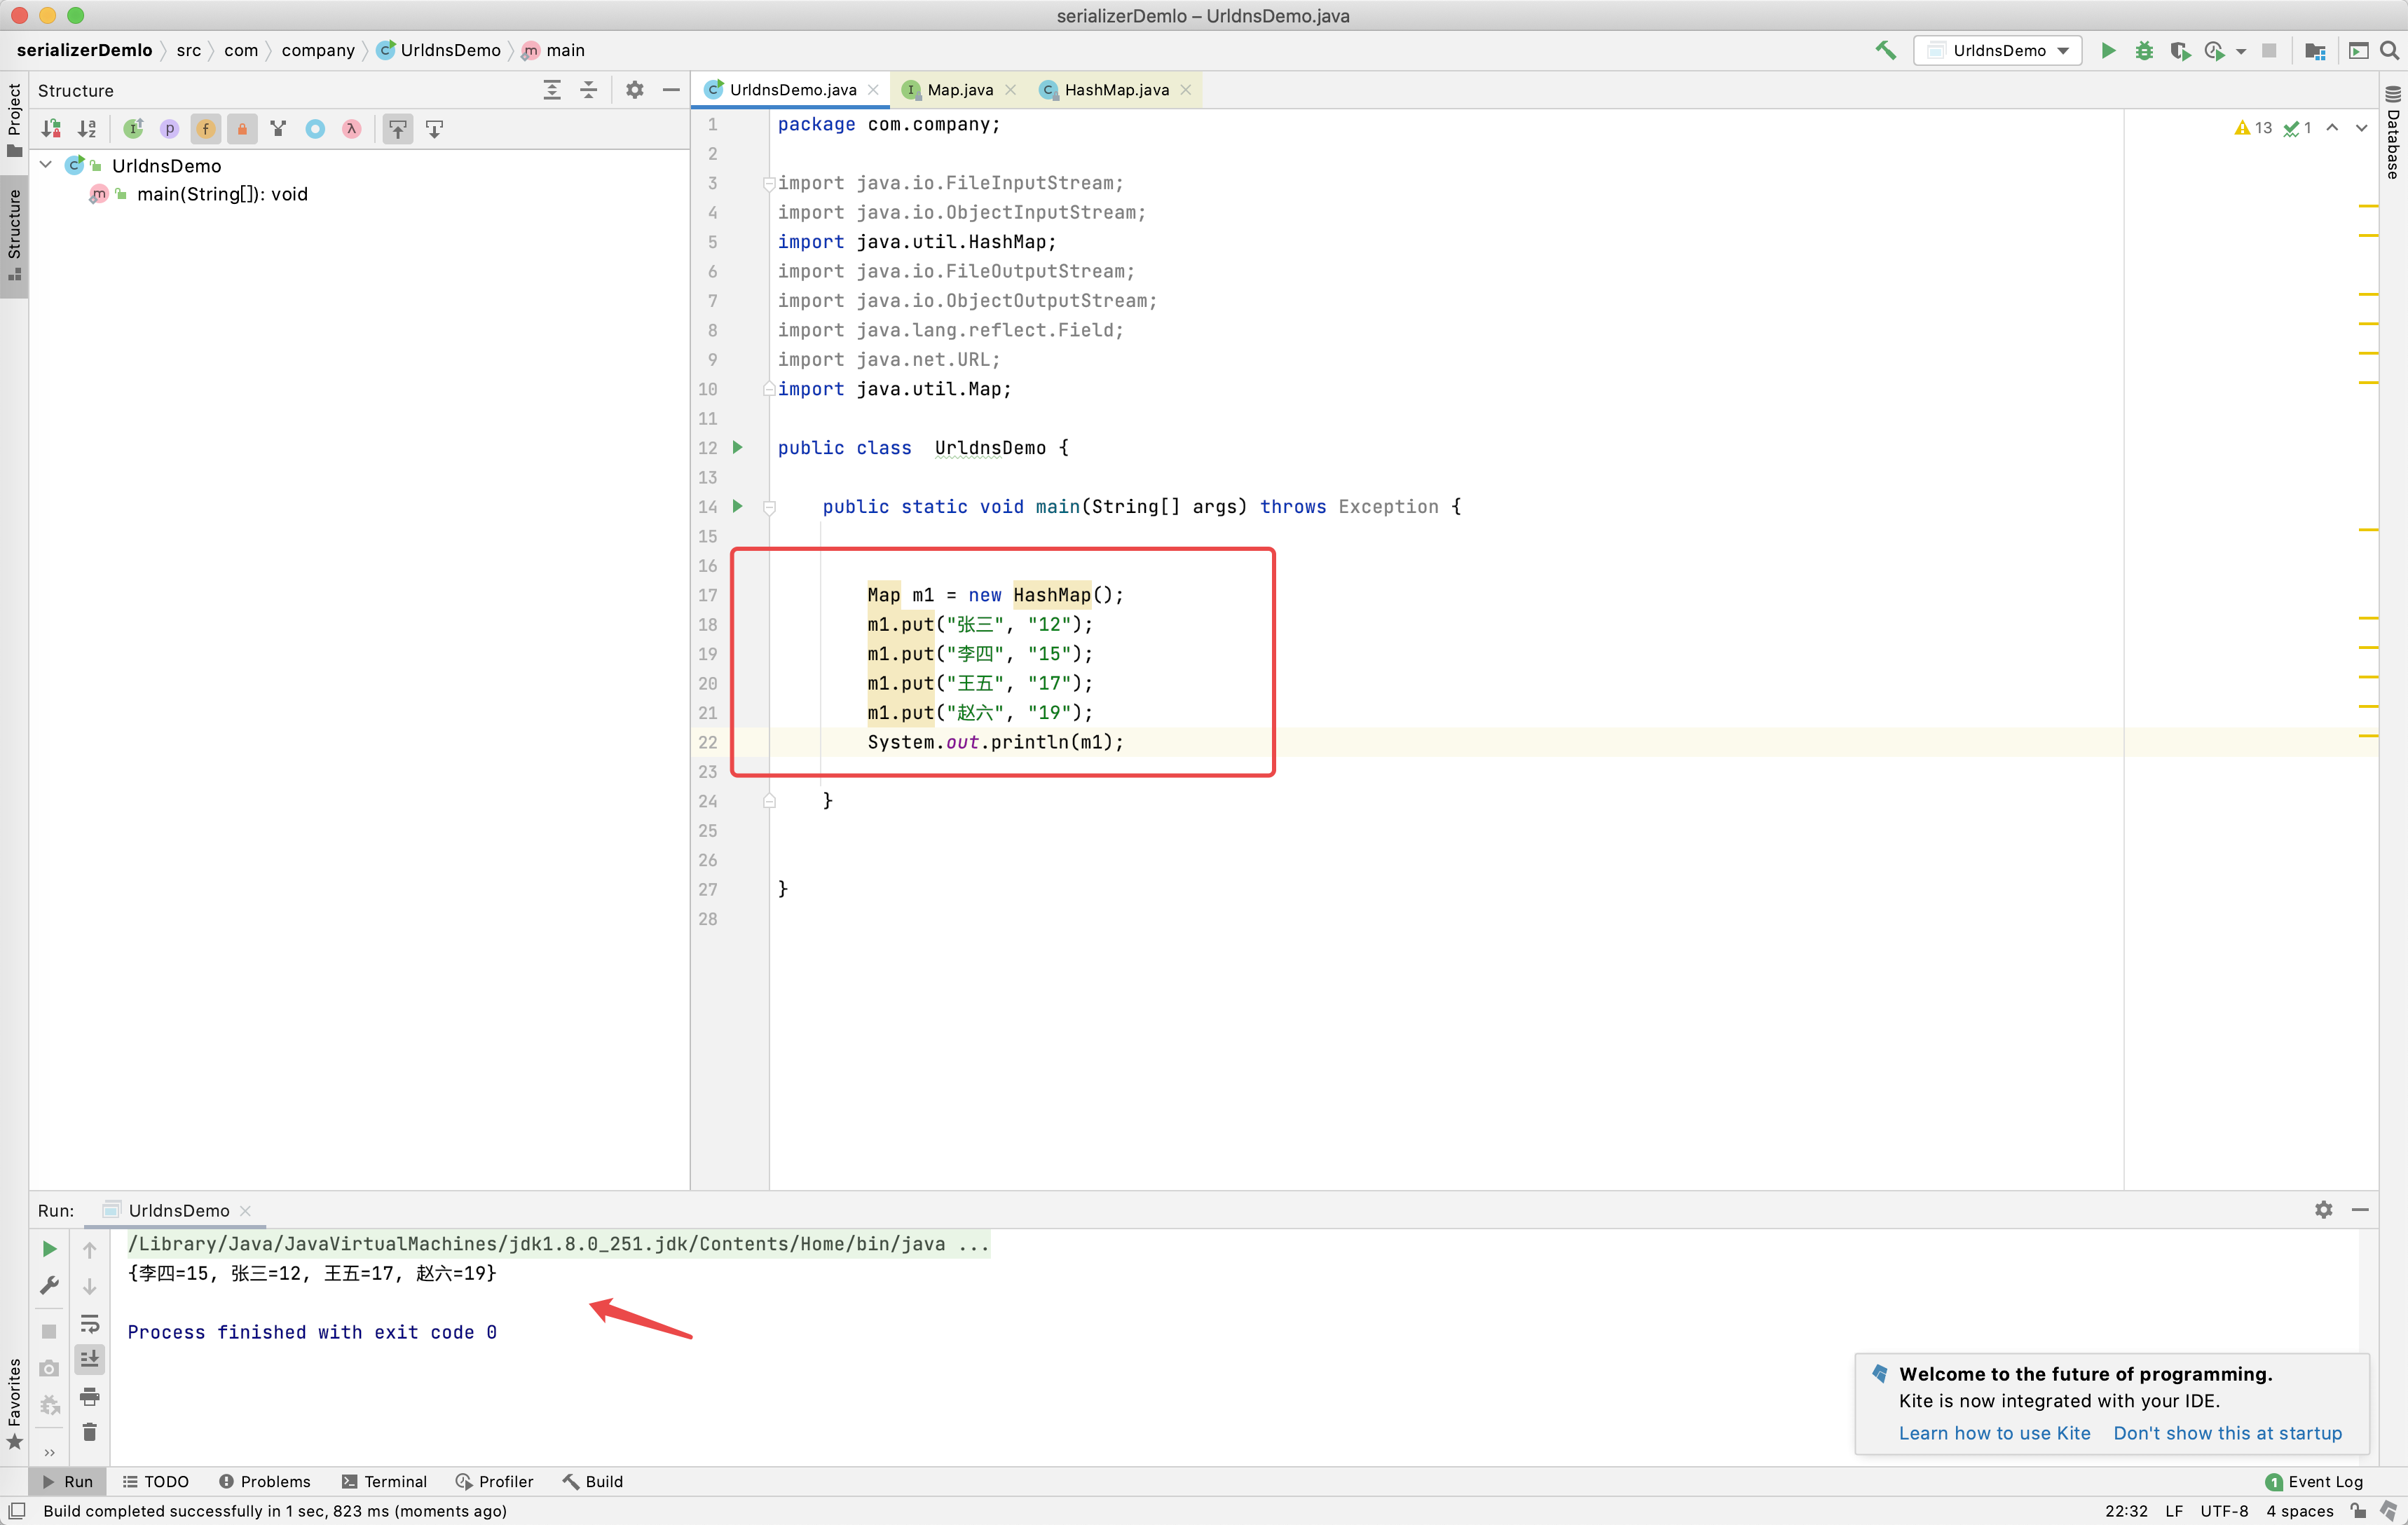 serializerDemlo – UrldnsDemo.java
serializerDemlo src com company UrldnsDemo main
UrldnsDemo
Project
Structure
Favorites
Database
Structure
UrldnsDemo
main(String[]): void
UrldnsDemo.java Map.java HashMap.java
13 1
1 package com.company;
2
3 import java.io.FileInputStream;
4 import java.io.ObjectInputStream;
5 import java.util.HashMap;
6 import java.io.FileOutputStream;
7 import java.io.ObjectOutputStream;
8 import java.lang.reflect.Field;
9 import java.net.URL;
10 import java.util.Map;
11
12 public class  UrldnsDemo {
13
14 public static void main(String[] args) throws Exception {
15
16
17 Map m1 = new HashMap();
18 m1.put("张三", "12");
19 m1.put("李四", "15");
20 m1.put("王五", "17");
21 m1.put("赵六", "19");
22 System.out.println(m1);
23
24 }
25
26
27 }
28
Run: UrldnsDemo
/Library/Java/JavaVirtualMachines/jdk1.8.0_251.jdk/Contents/Home/bin/java ...
{李四=15, 张三=12, 王五=17, 赵六=19}
Process finished with exit code 0
Welcome to the future of programming.
Kite is now integrated with your IDE.
Learn how to use Kite Don't show this at startup
Run TODO Problems Terminal Profiler Build 1 Event Log
Build completed successfully in 1 sec, 823 ms (moments ago) 22:32 LF UTF-8 4 spaces